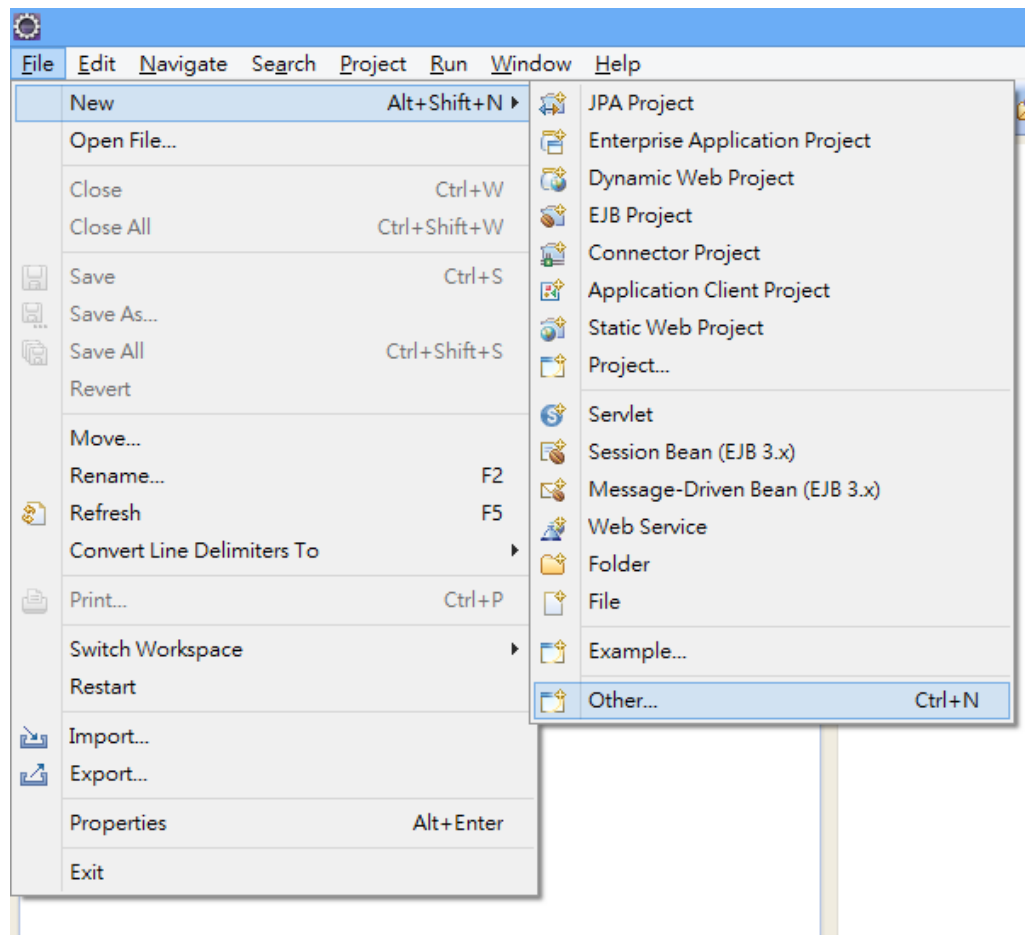 File Edit Navigate Search Project Run Window Help
New Alt+Shift+N
Open File...
Close Ctrl+W
Close All Ctrl+Shift+W
Save Ctrl+S
Save As...
Save All Ctrl+Shift+S
Revert
Move...
Rename... F2
Refresh F5
Convert Line Delimiters To
Print... Ctrl+P
Switch Workspace
Restart
Import...
Export...
Properties Alt+Enter
Exit
JPA Project
Enterprise Application Project
Dynamic Web Project
EJB Project
Connector Project
Application Client Project
Static Web Project
Project...
Servlet
Session Bean (EJB 3.x)
Message-Driven Bean (EJB 3.x)
Web Service
Folder
File
Example...
Other... Ctrl+N